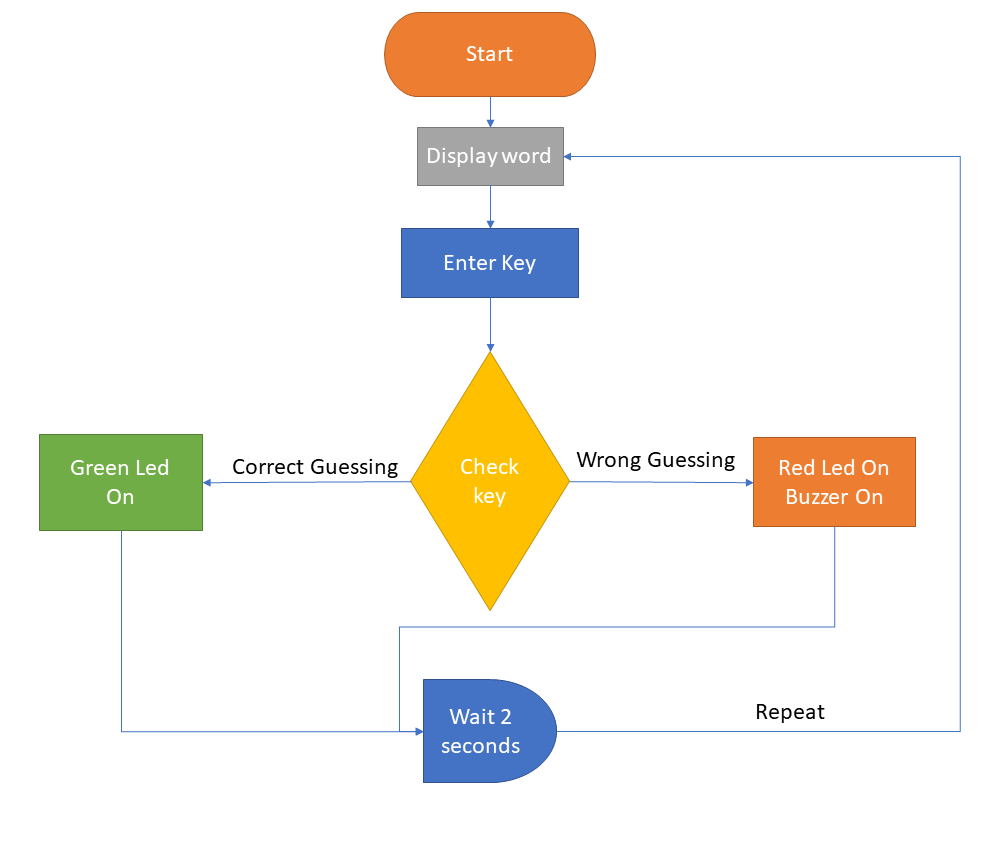 Start
Display word
Enter Key
Check
key
Correct Guessing
Green Led
On
Wrong Guessing
Red Led On
Buzzer On
Wait 2
seconds
Repeat